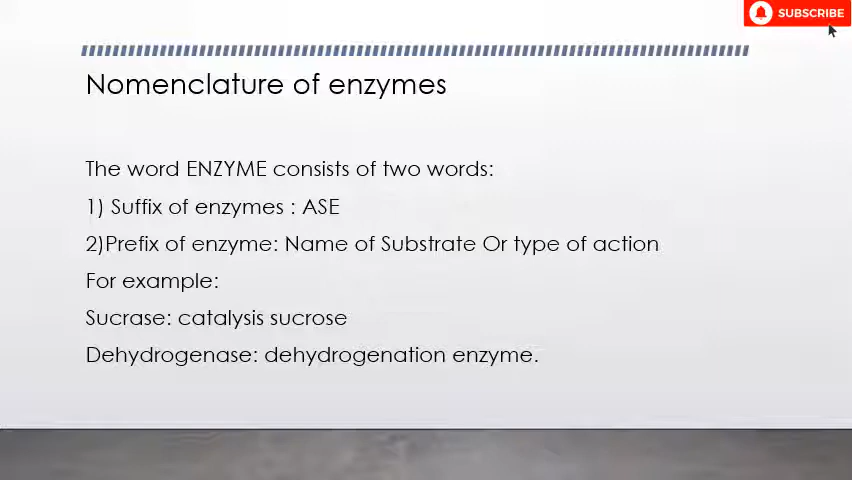 SUBSCRIBE
Nomenclature of enzymes
The word ENZYME consists of two words:
1) Suffix of enzymes : ASE
2)Prefix of enzyme: Name of Substrate Or type of action
For example:
Sucrase: catalysis sucrose
Dehydrogenase: dehydrogenation enzyme.